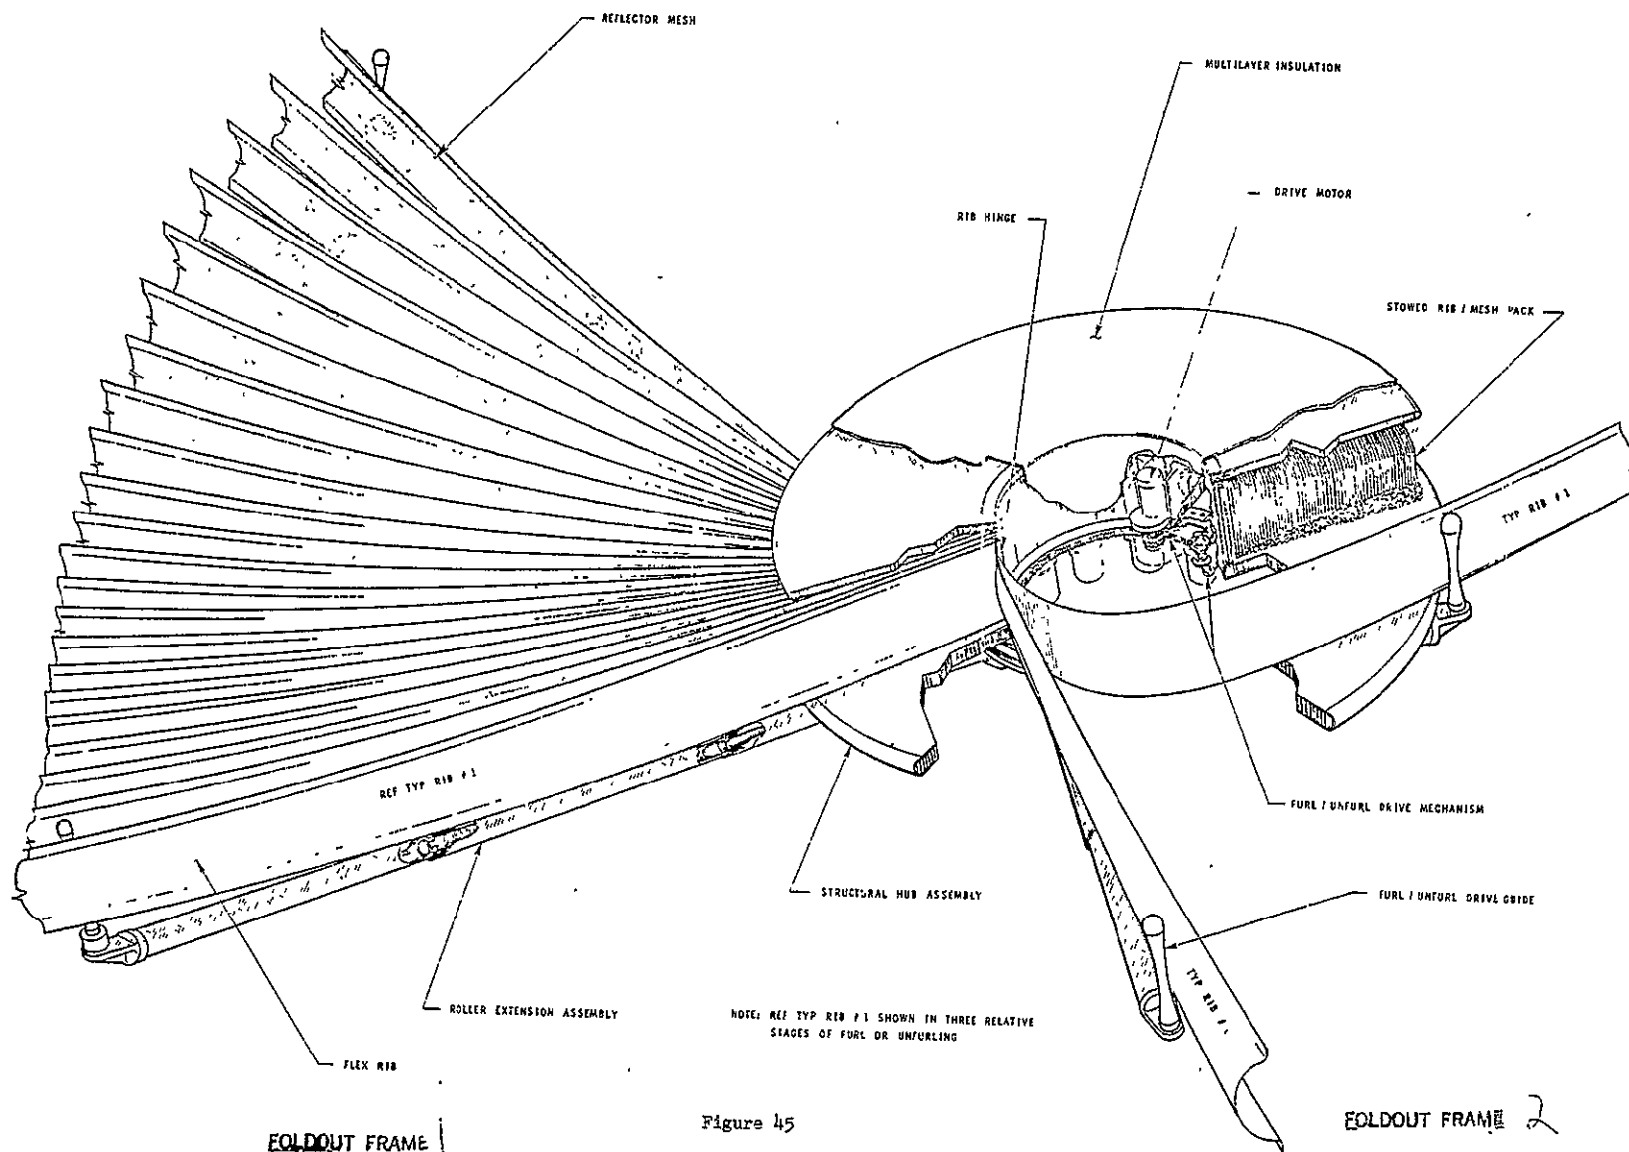 REFLECTOR MESH
MULTILAYER INSULATION
DRIVE MOTOR
RIB HINGE
STOWED RIB / MESH PACK
TYP RIB #1
REF TYP RIB #1
FURL / UNFURL DRIVE MECHANISM
STRUCTURAL HUB ASSEMBLY
FURL / UNFURL DRIVE GUIDE
TYP RIB #1
ROLLER EXTENSION ASSEMBLY
NOTE: REF TYP RIB #1 SHOWN IN THREE RELATIVE
STAGES OF FURL OR UNFURLING
FLEX RIB
Figure 45
FOLDOUT FRAME 1
FOLDOUT FRAME 2